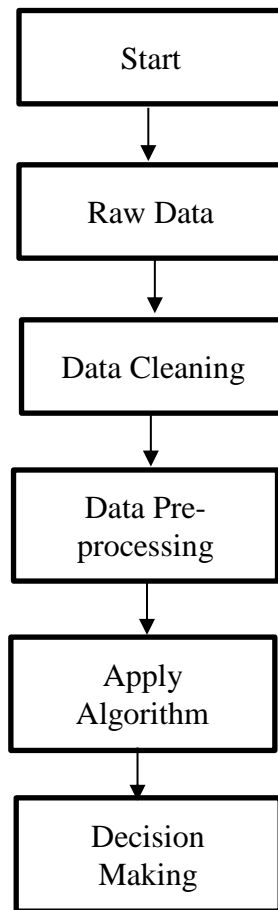 Start
Raw Data
Data Cleaning
Data Pre-
processing
Apply
Algorithm
Decision
Making